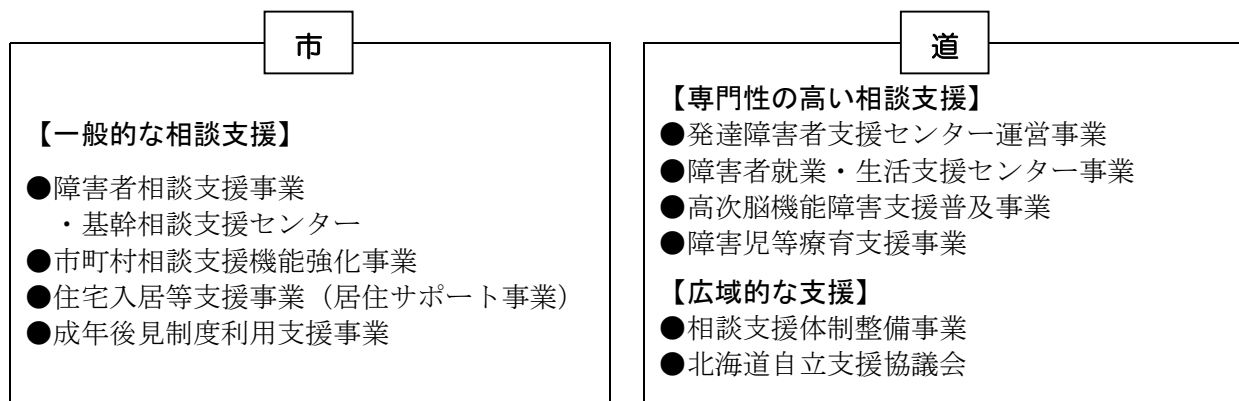 市
【一般的な相談支援】
●障害者相談支援事業
・基幹相談支援センター
●市町村相談支援機能強化事業
●住宅入居等支援事業（居住サポート事業）
●成年後見制度利用支援事業
道
【専門性の高い相談支援】
●発達障害者支援センター運営事業
●障害者就業・生活支援センター事業
●高次脳機能障害支援普及事業
●障害児等療育支援事業
【広域的な支援】
●相談支援体制整備事業
●北海道自立支援協議会